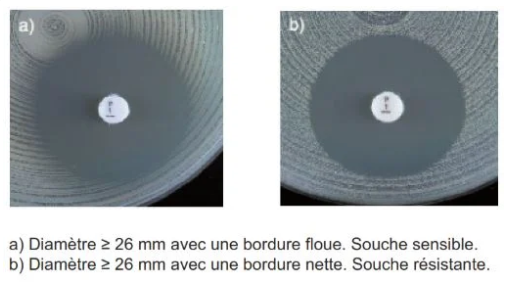 a)
b)
P
1
P
1
a) Diamètre ≥ 26 mm avec une bordure floue. Souche sensible.
b) Diamètre ≥ 26 mm avec une bordure nette. Souche résistante.